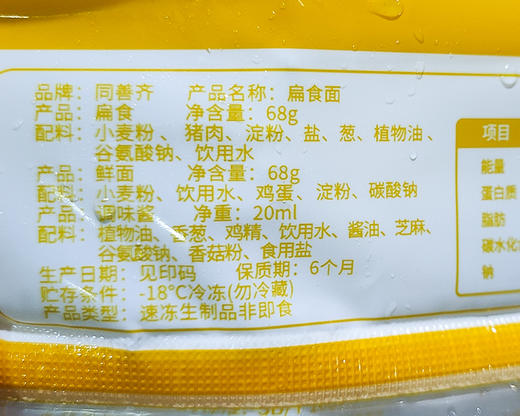 品牌：同善齐 产品名称：扁食面
产品：扁食 净含量：68g
配料：小麦粉、猪肉、淀粉、盐、葱、植物油、
谷氨酸钠、饮用水
产品：鲜面 净含量：68g
配料：小麦粉、饮用水、鸡蛋、淀粉、碳酸钠
产品：调味酱 净重：20ml
配料：植物油、香葱、鸡精、饮用水、酱油、芝麻、
谷氨酸钠、香菇粉、食用盐
生产日期：见印码 保质期：6个月
贮存条件：-18℃冷冻(勿冷藏)
产品类型：速冻生制品非即食
项目
能量
蛋白质
脂肪
碳水化
钠